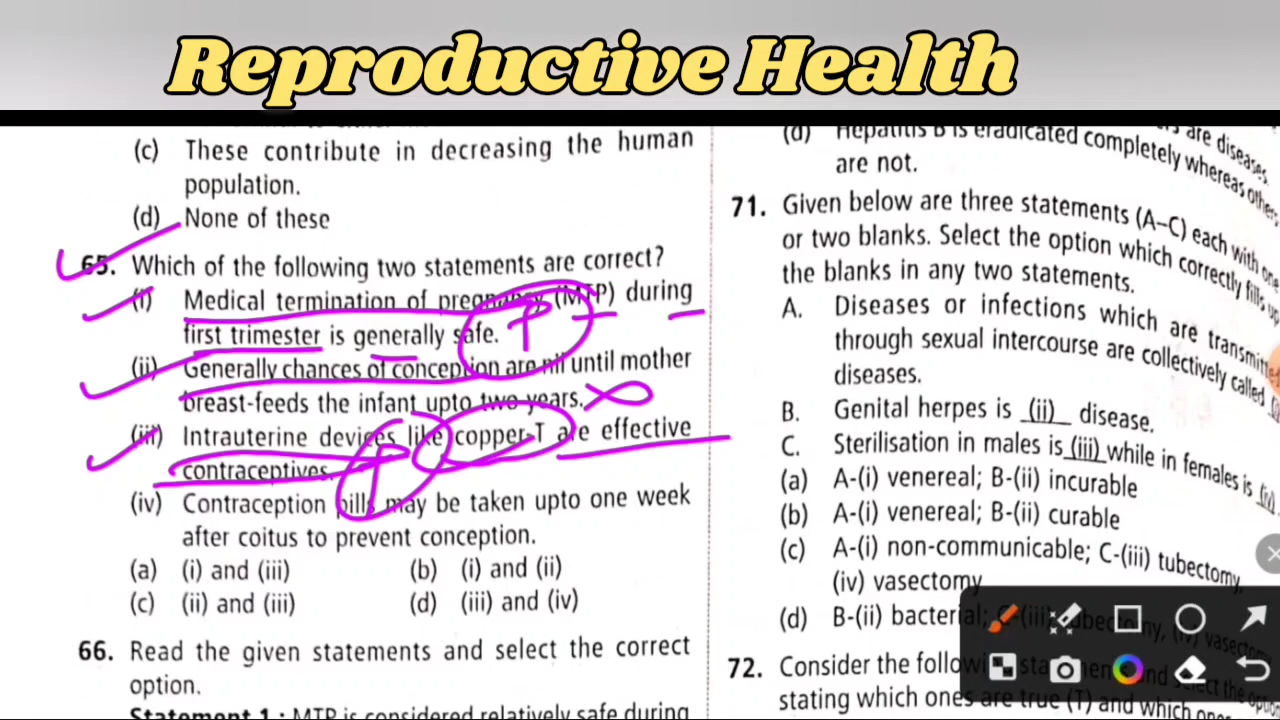 Reproductive Health
(c) These contribute in decreasing the human
population.
(d) None of these
65. Which of the following two statements are correct?
(i) Medical termination of pregnancy (MTP) during
first trimester is generally safe.
(ii) Generally chances of conception are nil until mother
breast-feeds the infant upto two years.
(iii) Intrauterine devices like copper-T are effective
contraceptives.
(iv) Contraception pills may be taken upto one week
after coitus to prevent conception.
(a) (i) and (iii) (b) (i) and (ii)
(c) (ii) and (iii) (d) (iii) and (iv)
66. Read the given statements and select the correct
option.
Statement 1 : MTP is considered relatively safe during
are diseases
(d) Hepatitis B is eradicated completely whereas
are not.
71. Given below are three statements (A–C) each with one
or two blanks. Select the option which correctly fills up
the blanks in any two statements.
A. Diseases or infections which are
through sexual intercourse are collectively called
diseases.
B. Genital herpes is (ii) disease.
C. Sterilisation in males is (iii) while in females is (iv).
(a) A-(i) venereal; B-(ii) incurable
(b) A-(i) venereal; B-(ii) curable
(c) A-(i) non-communicable; C-(iii) tubectomy,
(iv) vasectomy
(d) B-(ii) bacterial;
72. Consider the
stating which ones are true (T) and which